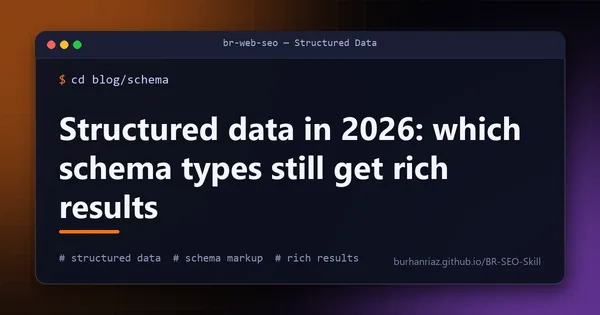 br-web-seo — Structured Data
$ cd blog/schema
Structured data in 2026: which
schema types still get rich
results
# structured data # schema markup # rich results
burhanriaz.github.io/BR-SEO-Skill